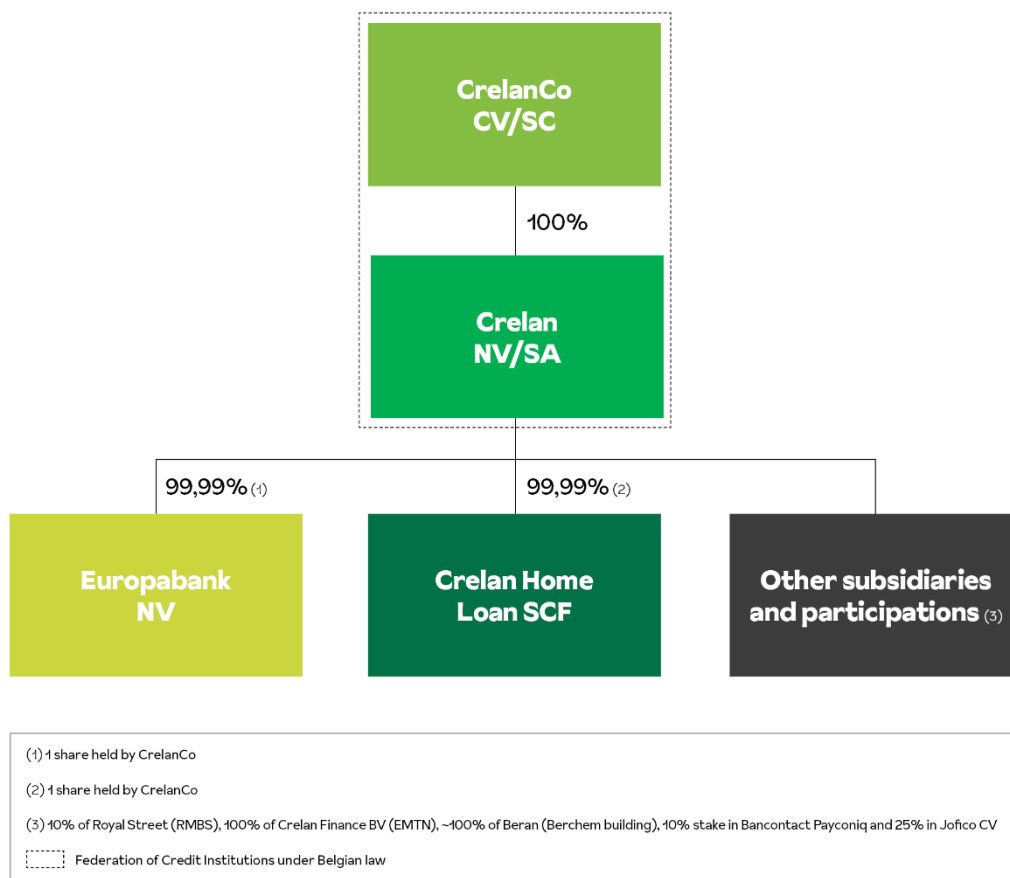 CrelanCo
CV/SC
100%
Crelan
NV/SA
99,99% (1)
99,99% (2)
Europabank
NV
Crelan Home
Loan SCF
Other subsidiaries
and participations (3)
(1) 1 share held by CrelanCo
(2) 1 share held by CrelanCo
(3) 10% of Royal Street (RMBS), 100% of Crelan Finance BV (EMTN), ~100% of Beran (Berchem building), 10% stake in Bancontact Payconiq and 25% in Jofico CV
Federation of Credit Institutions under Belgian law